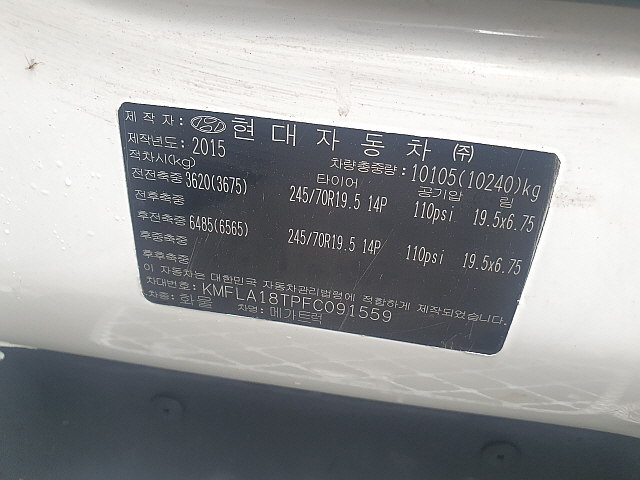 제 작 자: 현 대 자 동 차 ㈜
제작년도: 2015 차량총중량: 10105(10240)kg
적차시(kg) 타이어 공기압 림
전전축중 3620(3675) 245/70R19.5 14P 110psi 19.5x6.75
전후축중
후전축중 6485(6565) 245/70R19.5 14P 110psi 19.5x6.75
후중축중
후후축중
이 자동차는 대한민국 자동차관리법령에 적합하게 제작되었습니다.
차대번호: KMFLA18TPFC091559
차종: 화물 차명: 메가트럭